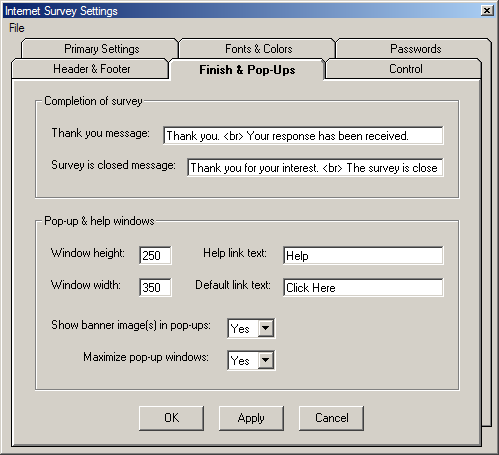 Internet Survey Settings
File
Primary Settings Fonts & Colors Passwords
Header & Footer Finish & Pop-Ups Control
Completion of survey
Thank you message: Thank you. <br> Your response has been received.
Survey is closed message: Thank you for your interest. <br> The survey is close
Pop-up & help windows
Window height: 250 Help link text: Help
Window width: 350 Default link text: Click Here
Show banner image(s) in pop-ups: Yes
Maximize pop-up windows: Yes
OK Apply Cancel